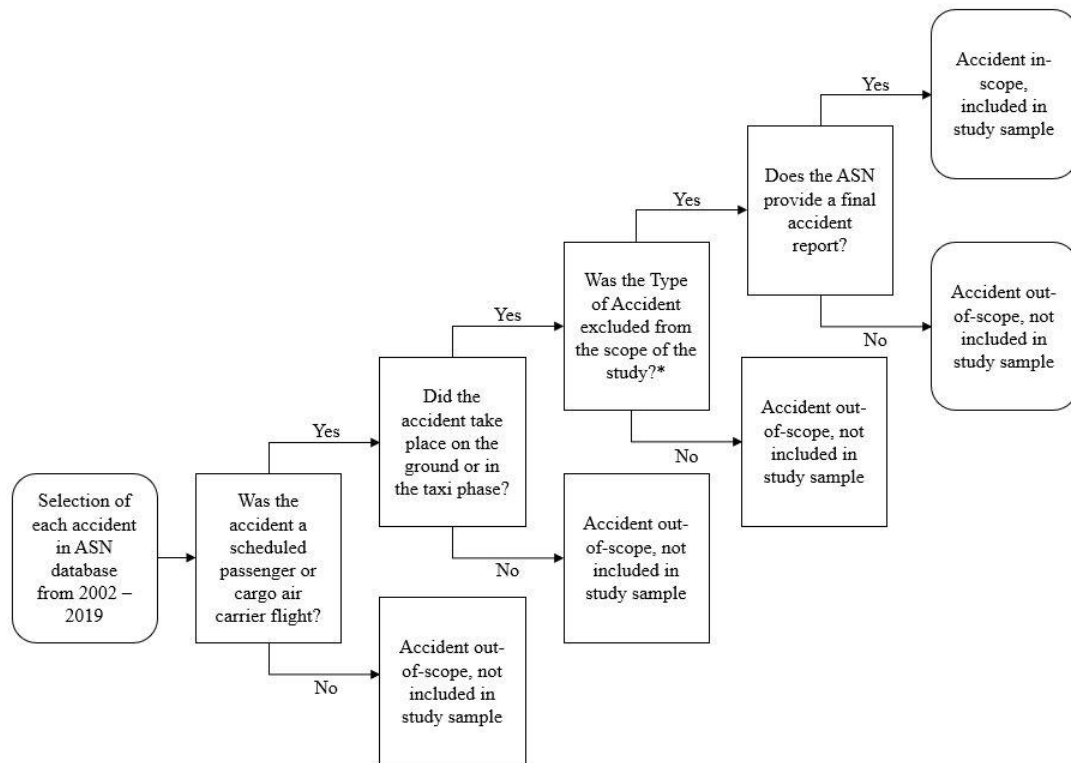 Selection of
each accident
in ASN
database
from 2002 –
2019
Was the
accident a
scheduled
passenger or
cargo air
carrier flight?
Yes
No
Accident out-
of-scope, not
included in
study sample
Did the
accident take
place on the
ground or in
the taxi phase?
Yes
No
Accident out-
of-scope, not
included in
study sample
Was the Type
of Accident
excluded from
the scope of the
study?*
Yes
No
Accident out-
of-scope, not
included in
study sample
Does the ASN
provide a final
accident
report?
Yes
No
Accident in-
scope,
included in
study sample
Accident out-
of-scope, not
included in
study sample